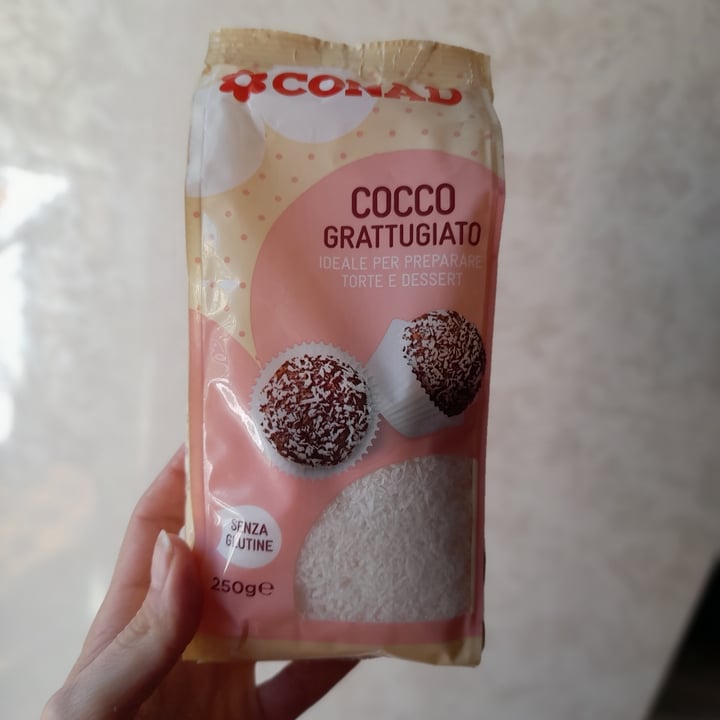 CONAD
COCCO
GRATTUGIATO
IDEALE PER PREPARARE
TORTE E DESSERT
SENZA
GLUTINE
250g℮